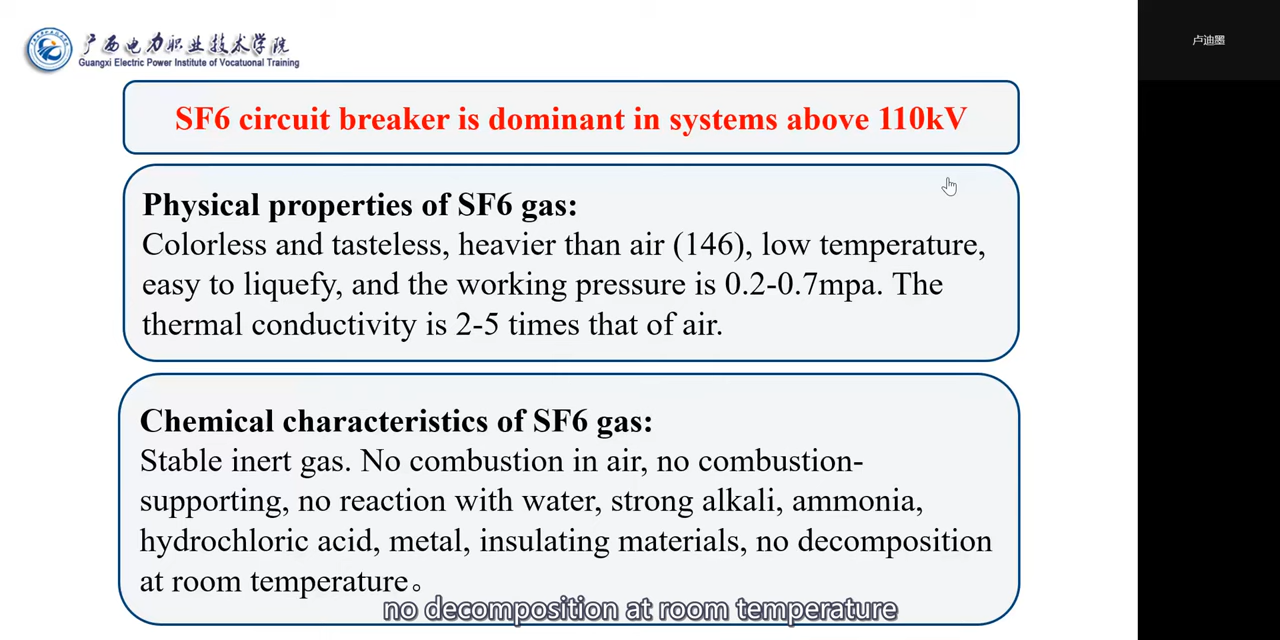 广西电力职业技术学院
Guangxi Electric Power Institute of Vocatuonal Training
卢迪墨
SF6 circuit breaker is dominant in systems above 110kV
Physical properties of SF6 gas:
Colorless and tasteless, heavier than air (146), low temperature,
easy to liquefy, and the working pressure is 0.2-0.7mpa. The
thermal conductivity is 2-5 times that of air.
Chemical characteristics of SF6 gas:
Stable inert gas. No combustion in air, no combustion-
supporting, no reaction with water, strong alkali, ammonia,
hydrochloric acid, metal, insulating materials, no decomposition
at room temperature。
no decomposition at room temperature